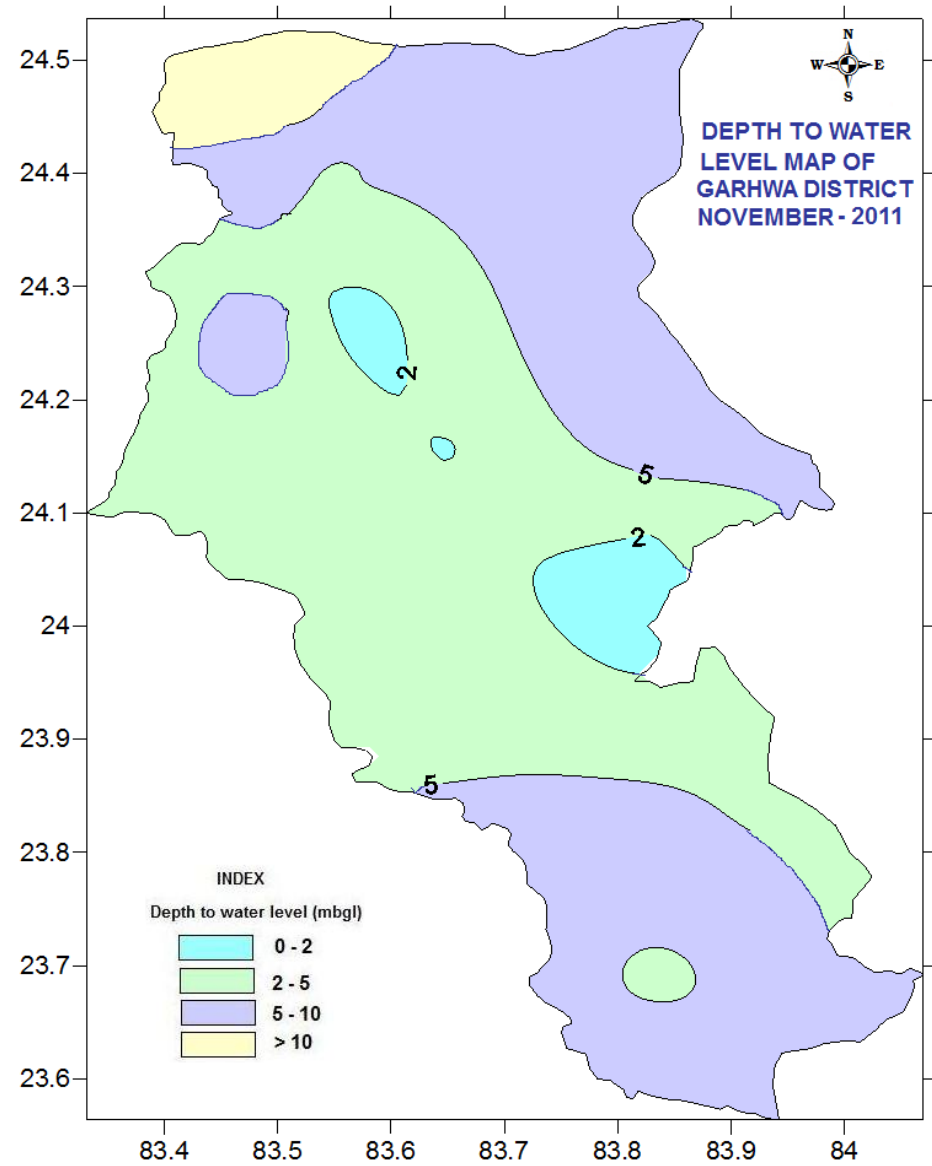 N
W E
S
DEPTH TO WATER
LEVEL MAP OF
GARHWA DISTRICT
NOVEMBER - 2011
24.5
24.4
24.3
24.2
24.1
24
23.9
23.8
23.7
23.6
2
5
2
5
INDEX
Depth to water level (mbgl)
0 - 2
2 - 5
5 - 10
> 10
83.4 83.5 83.6 83.7 83.8 83.9 84